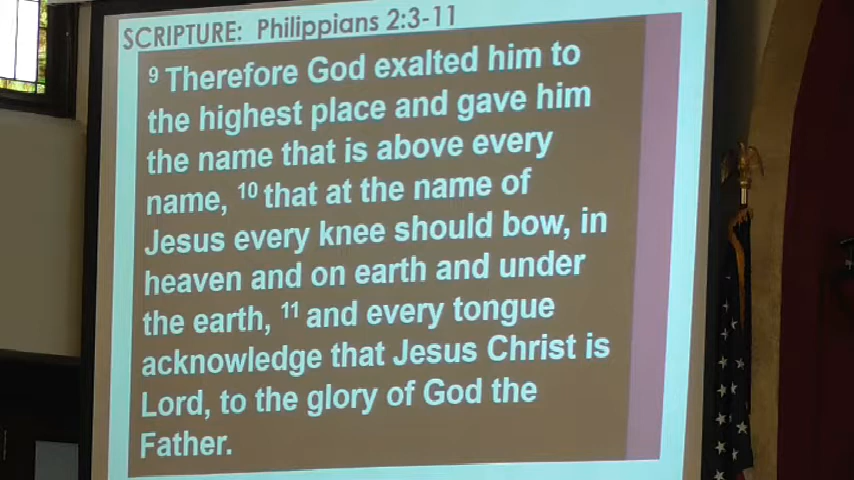 SCRIPTURE: Philippians 2:3-11
9 Therefore God exalted him to
the highest place and gave him
the name that is above every
name, 10 that at the name of
Jesus every knee should bow, in
heaven and on earth and under
the earth, 11 and every tongue
acknowledge that Jesus Christ is
Lord, to the glory of God the
Father.